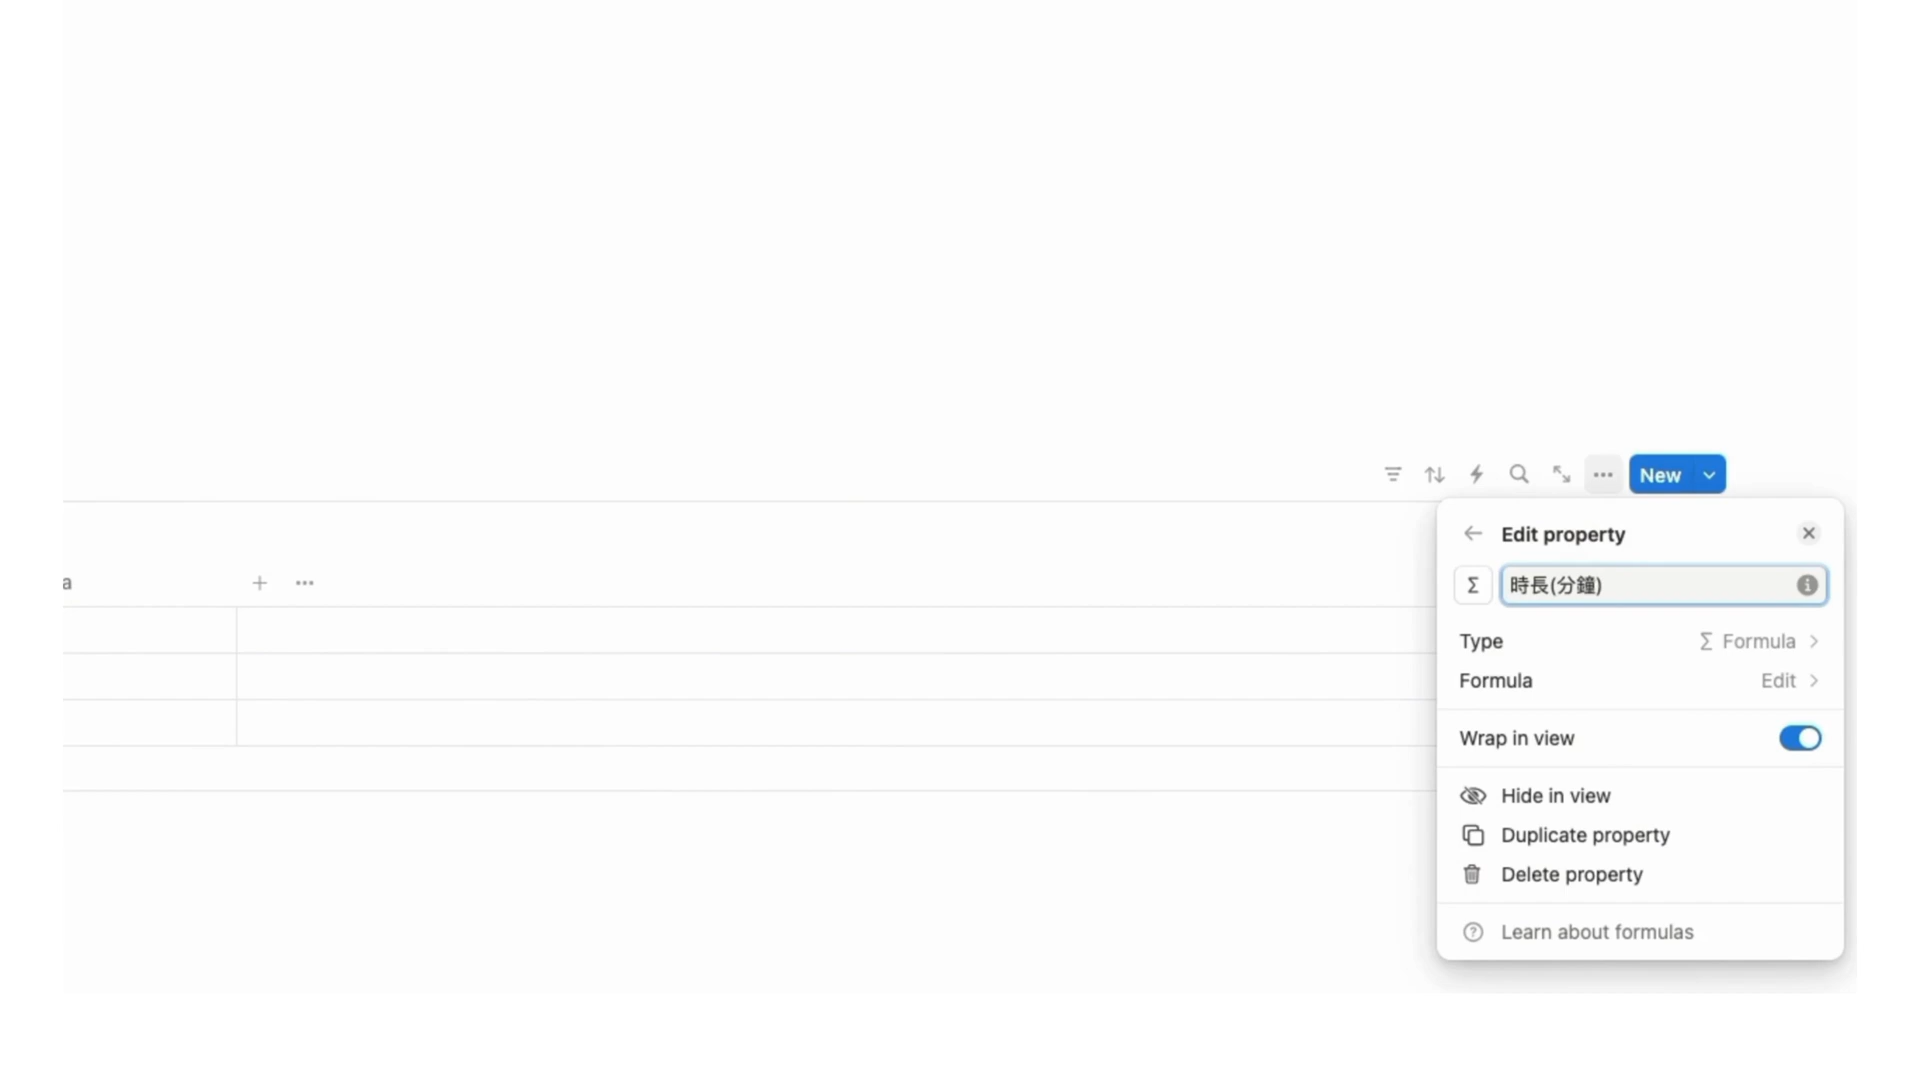 New
Edit property
Σ 時長(分鐘)
a
Type Σ Formula
Formula Edit
Wrap in view
Hide in view
Duplicate property
Delete property
Learn about formulas